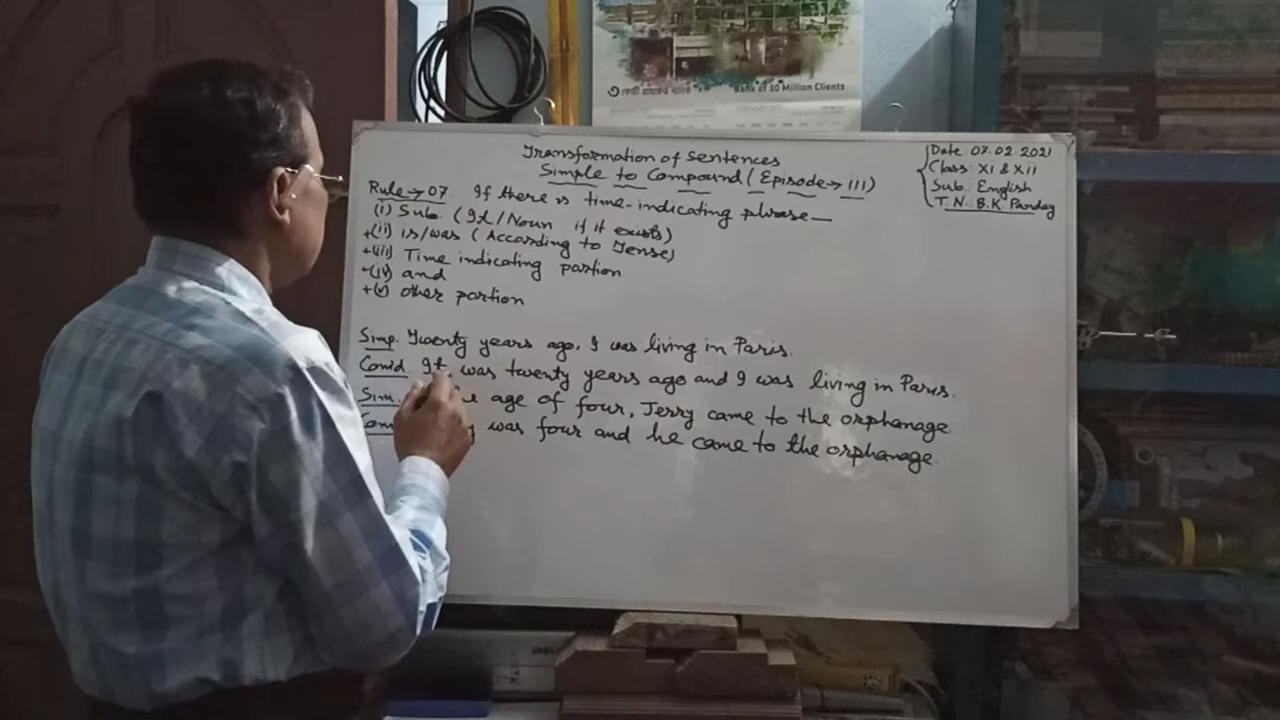 Bank of 30 Million Clients
Transformation of sentences
Simple to Compound (Episode→ III)
Date 07.02.2021
Class XI & XII
Sub. English
T.N. B.K Panday
Rule→07. If there is time-indicating phrase—
(i) Sub. (It/Noun if it exists)
+(ii) is/was (According to Tense)
+(iii) Time indicating portion
+(iv) and
+(v) other portion
Simp. Twenty years ago, I was living in Paris.
Comd It was twenty years ago and I was living in Paris.
Sim. age of four, Jerry came to the orphanage
was four and he came to the orphanage.